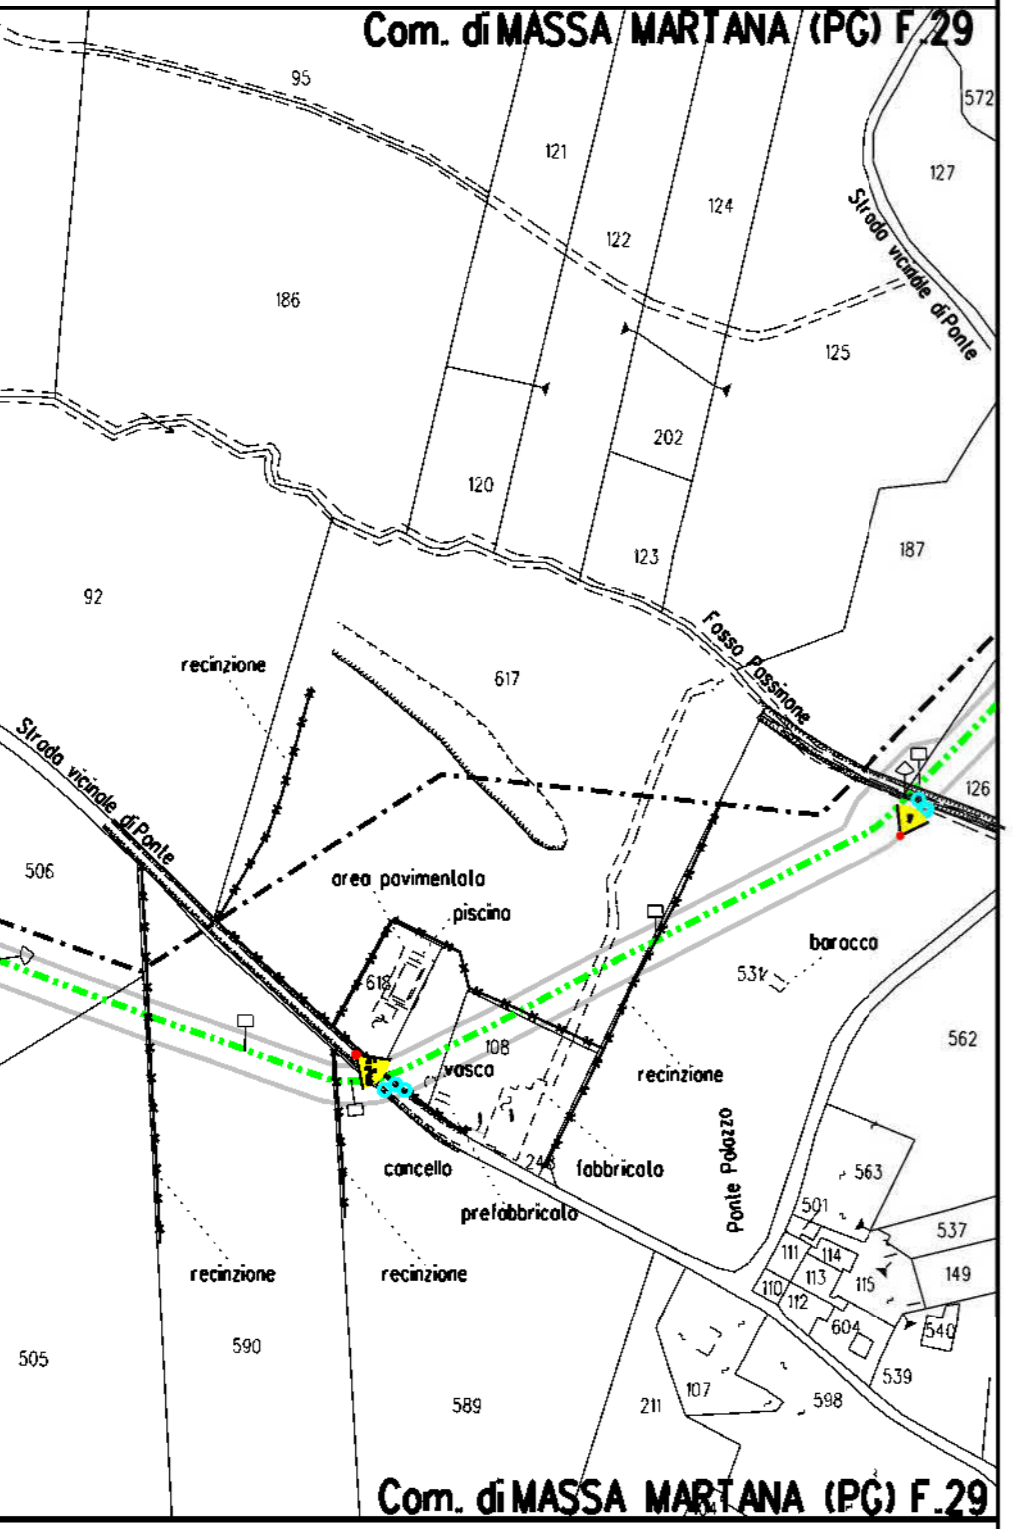 Com. di MASSA MARTANA (PG) F.29
95
572
121
127
124
122
Strada vicinale di Ponte
186
125
202
120
187
123
92
Fosso Passinone
recinzione
617
Strada vicinale di Ponte
126
506
area pavimentata
piscina
baracca
531
618
562
108
vasca
recinzione
Ponte Palazzo
cancello
fabbricato
563
prefabbricato
501
537
111
114
recinzione
recinzione
113
115
149
110
112
604
540
590
505
539
107
598
589
211
Com. di MASSA MARTANA (PG) F.29